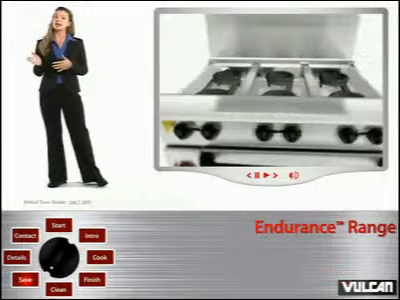 Endurance™ Range
Start
Contact
Intro
Details
Cook
Save
Finish
Clean
VULCAN